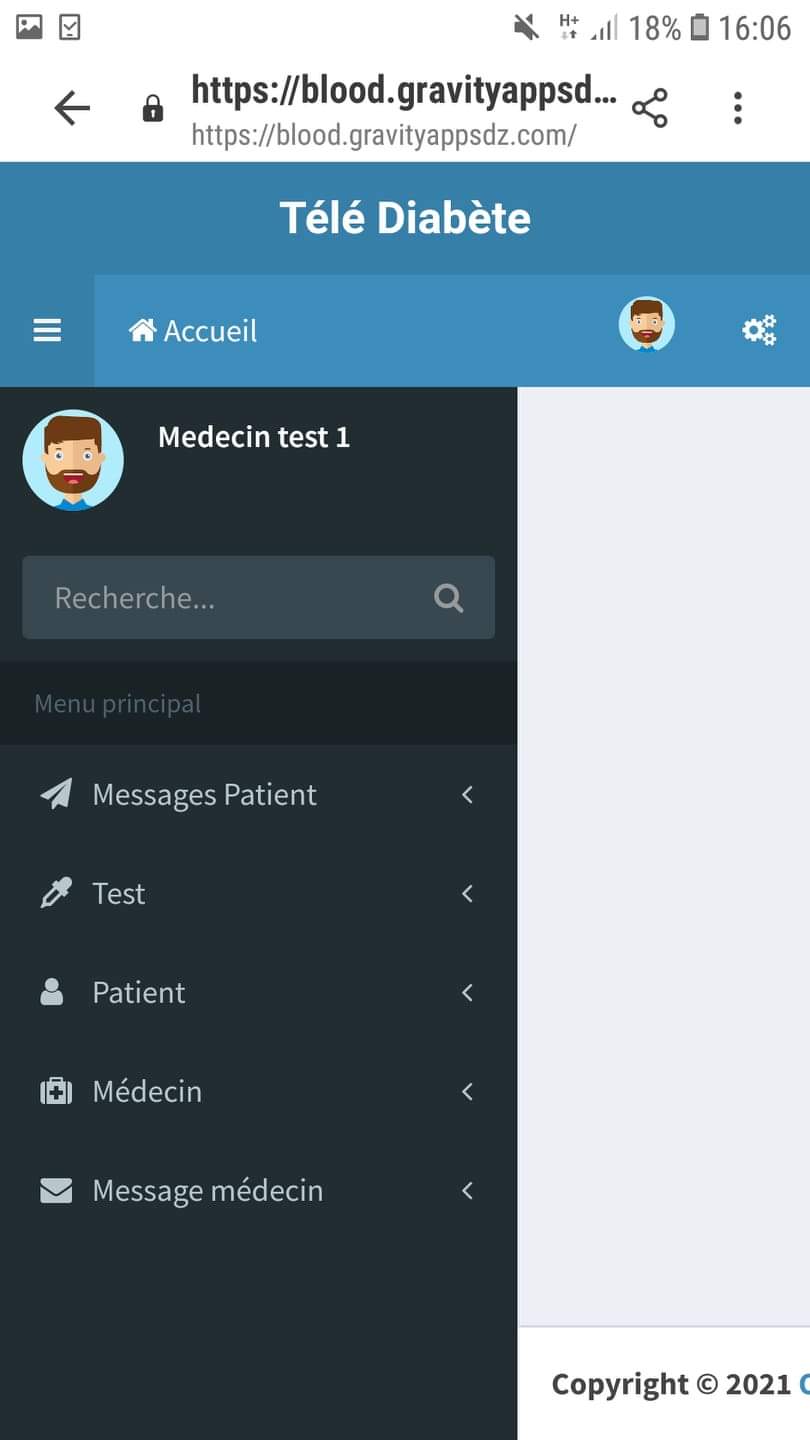 H+ 18% 16:06
https://blood.gravityappsd...
https://blood.gravityappsdz.com/
Télé Diabète
Accueil
Medecin test 1
Recherche...
Menu principal
Messages Patient
Test
Patient
Médecin
Message médecin
Copyright © 2021